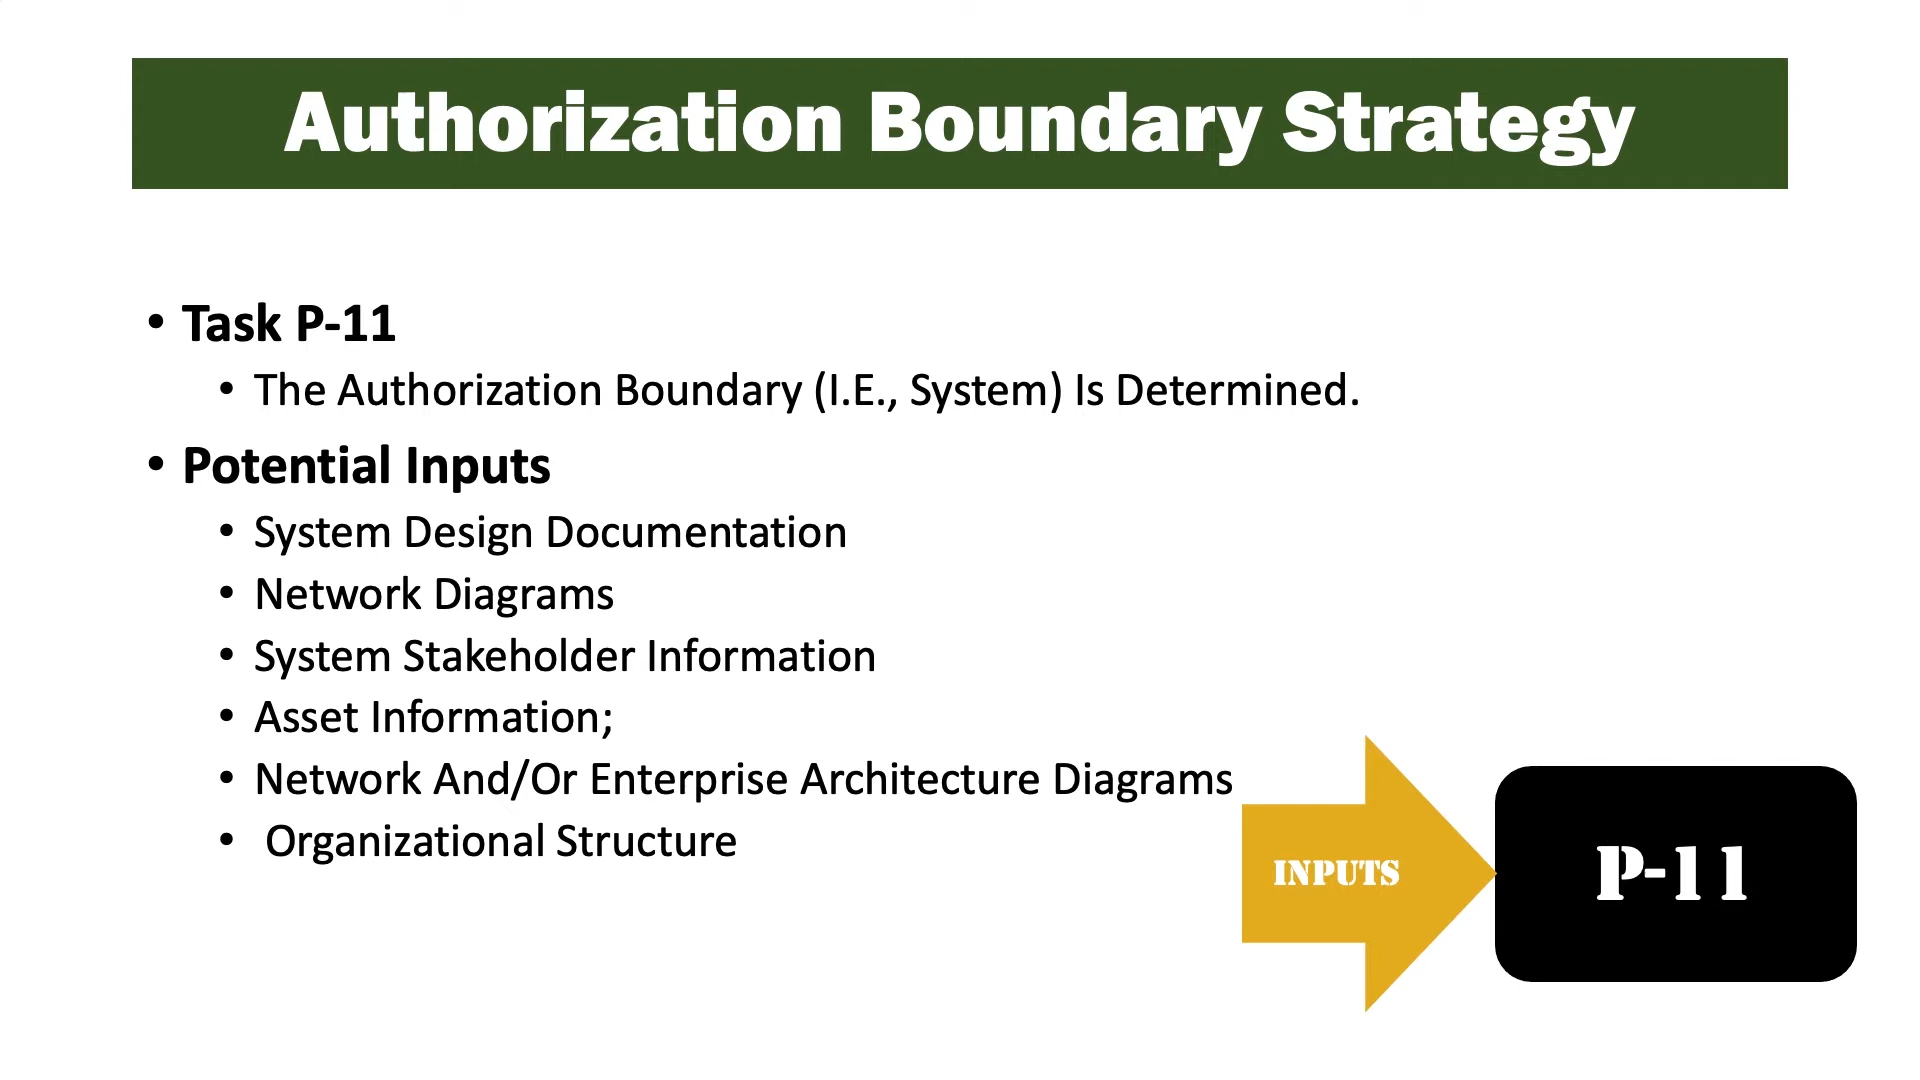 Authorization Boundary Strategy
• Task P-11
• The Authorization Boundary (I.E., System) Is Determined.
• Potential Inputs
• System Design Documentation
• Network Diagrams
• System Stakeholder Information
• Asset Information;
• Network And/Or Enterprise Architecture Diagrams
• Organizational Structure
INPUTS
P-11